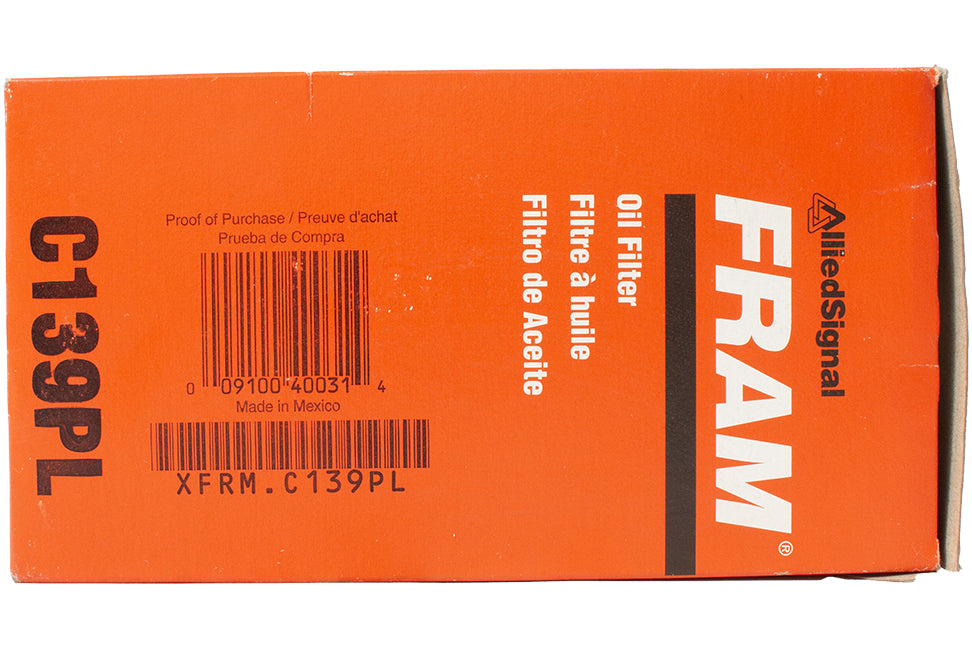 AlliedSignal
FRAM®
Oil Filter
Filtre à huile
Filtro de Aceite
Proof of Purchase / Preuve d'achat
Prueba de Compra
0 09100 40031 4
Made in Mexico
XFRM.C139PL
C139PL